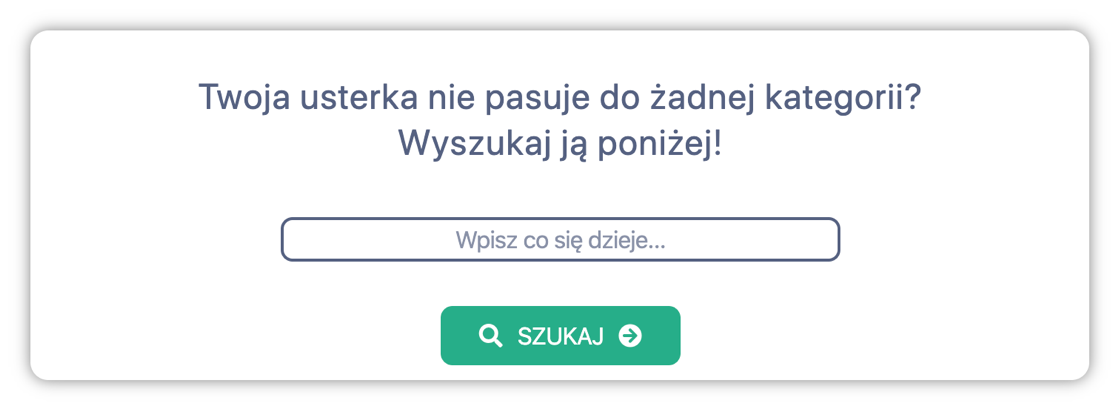 Twoja usterka nie pasuje do żadnej kategorii?
Wyszukaj ją poniżej!
Wpisz co się dzieje...
SZUKAJ